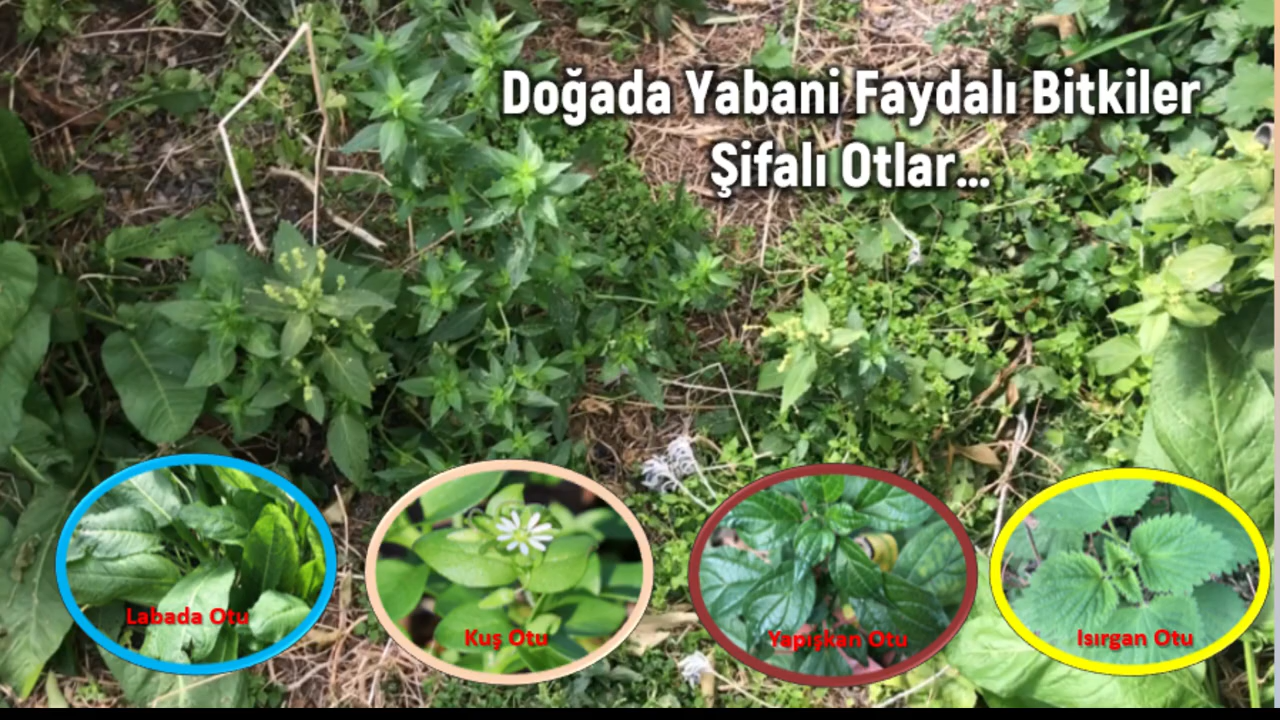 Doğada Yabani Faydalı Bitkiler
Şifalı Otlar...
Labada Otu
Kuş Otu
Yapışkan Otu
Isırgan Otu